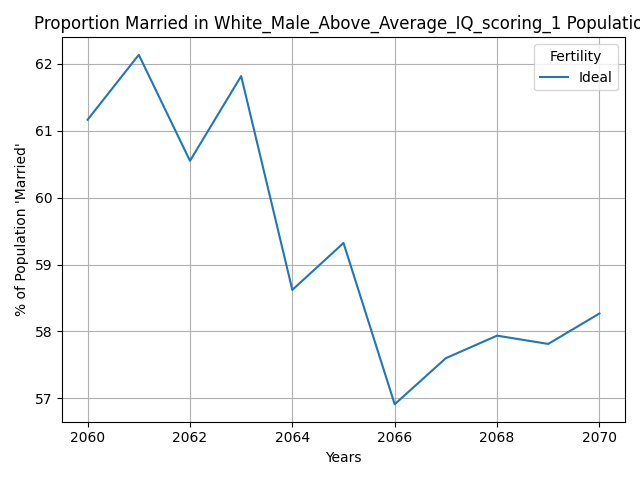 Proportion Married in White_Male_Above_Average_IQ_scoring_1 Populatio
Fertility
Ideal
62
61
60
59
58
57
% of Population 'Married'
2060 2062 2064 2066 2068 2070
Years